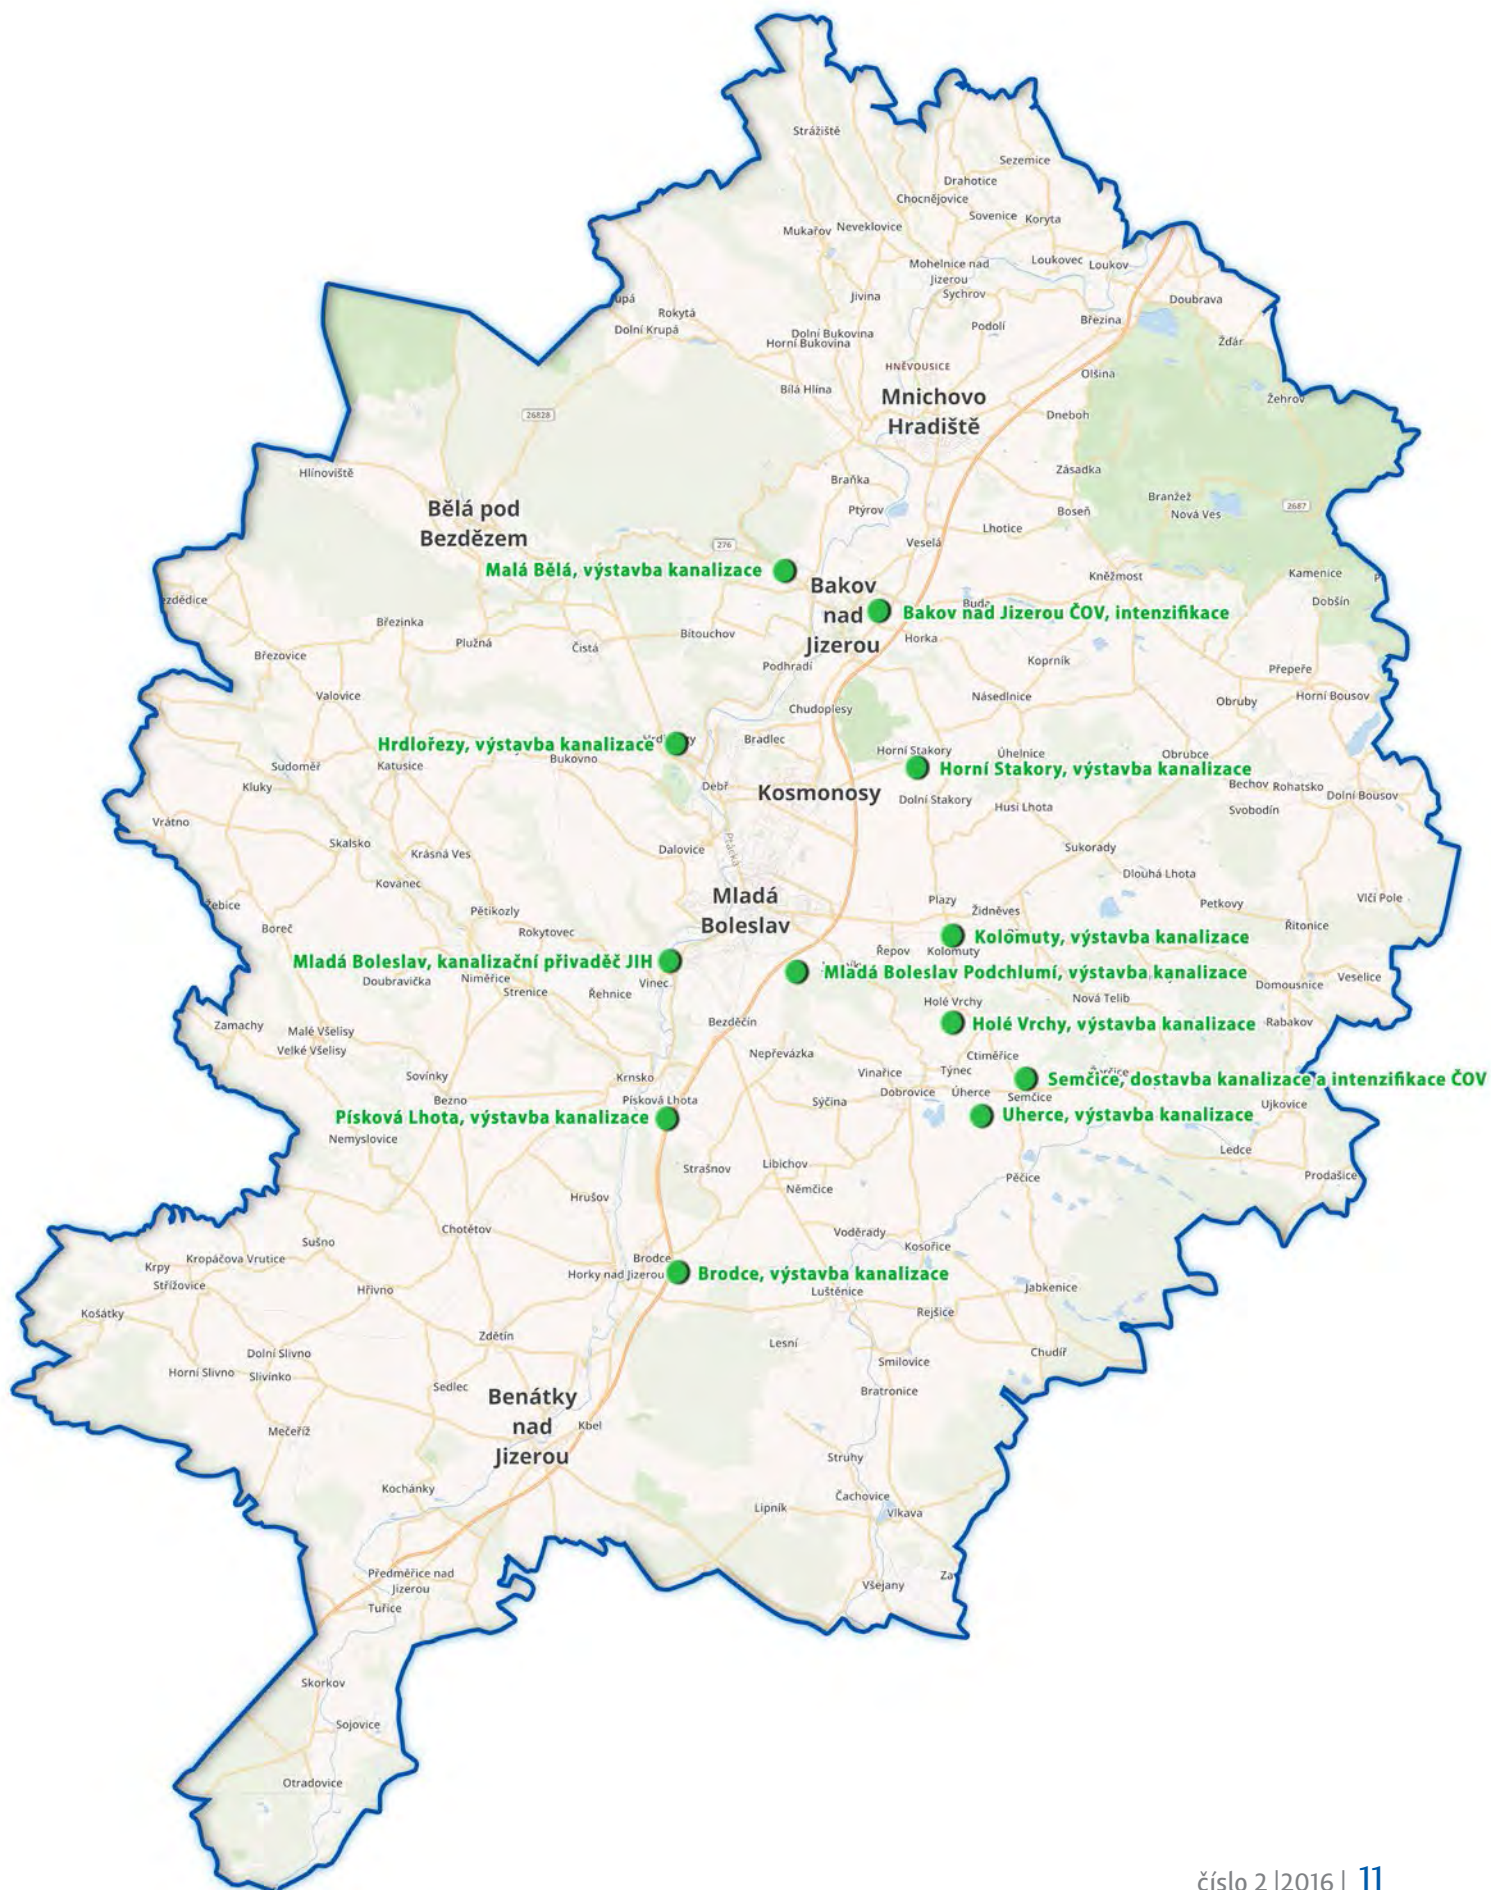 Strážiště
Sezemice
Drahotice
Chocnějovice
Sovenice
Koryta
Mukařov
Neveklovice
Mohelnice nad
Jizerou
Loukovec
Loukov
Sychrov
Jivina
Doubrava
upá
Rokytá
Dolní Krupá
Dolní Bukovina
Horní Bukovina
Podolí
Březina
Žďár
HNĚVOUSICE
Olšina
Bílá Hlína
Mnichovo
Hradiště
Žehrov
Dneboh
26828
Hlínoviště
Zásadka
Braňka
Branžež
Nová Ves
2687
Bělá pod
Bezdězem
Ptýrov
Boseň
Lhotice
Veselá
276
Malá Bělá, výstavba kanalizace
Kněžmost
Kamenice
Bakov
nad
Jizerou
Bakov nad Jizerou ČOV, intenzifikace
Buda
Dobšín
ezdědice
Březinka
Plužná
Čistá
Bítouchov
Horka
Březovice
Podhradí
Koprník
Přepeře
Valovice
Násedlnice
Obruby
Horní Bousov
Chudoplesy
Hrdlořezy, výstavba kanalizace
Bradlec
Horní Stakory
Úhelnice
Obrubce
Sudoměř
Katusice
Bukovno
Horní Stakory, výstavba kanalizace
Kluky
Debř
Kosmonosy
Dolní Stakory
Husí Lhota
Bechov
Rohatsko
Dolní Bousov
Svobodín
Vrátno
Skalsko
Krásná Ves
Dalovice
Ptácká
Sukorady
Kovanec
Dlouhá Lhota
Žebice
Mladá
Boleslav
Plazy
Židněves
Petkovy
Vlčí Pole
Pětikozly
Boreč
Rokytovec
Řitonice
Kolomuty, výstavba kanalizace
Řepov
Kolomuty
Mladá Boleslav, kanalizační přivaděč JIH
Mladá Boleslav Podchlumí, výstavba kanalizace
Doubravička
Niměřice
Strenice
Řehnice
Vinec
Domousnice
Veselice
Holé Vrchy
Nová Telib
Zamachy
Malé Všelisy
Velké Všelisy
Bezděčín
Holé Vrchy, výstavba kanalizace
Rabakov
Nepřevázka
Ctiměřice
Sovínky
Krnsko
Vinařice
Týnec
Semčice, dostavba kanalizace a intenzifikace ČOV
Bezno
Písková Lhota
Sýčina
Dobrovice
Úherce
Semčice
Ujkovice
Písková Lhota, výstavba kanalizace
Uherce, výstavba kanalizace
Nemyslovice
Ledce
Strašnov
Libichov
Pěčice
Prodašice
Němčice
Hrušov
Chotětov
Voděrady
Sušno
Kosořice
Kropáčova Vrutice
Krpy
Brodce
Střížovice
Horky nad Jizerou
Brodce, výstavba kanalizace
Hřivno
Luštěnice
Jabkenice
Košátky
Rejšice
Zdětín
Lesní
Dolní Slivno
Chudíř
Horní Slivno
Slivínko
Smilovice
Sedlec
Bratronice
Benátky
nad
Jizerou
Kbel
Mečeříž
Struhy
Kochánky
Čachovice
Lipník
Vlkava
Předměřice nad
Jizerou
Všejany
Za
Tuřice
Skorkov
Sojovice
Otradovice
číslo 2 |2016 | 11